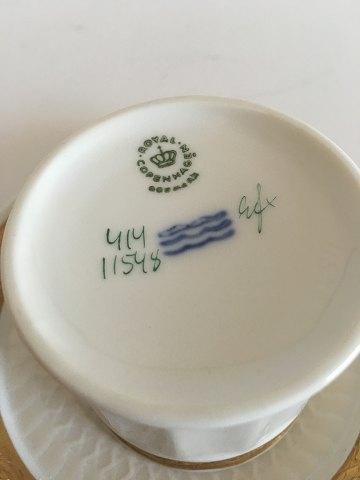 ROYAL
COPENHAGEN
DENMARK
414
11548